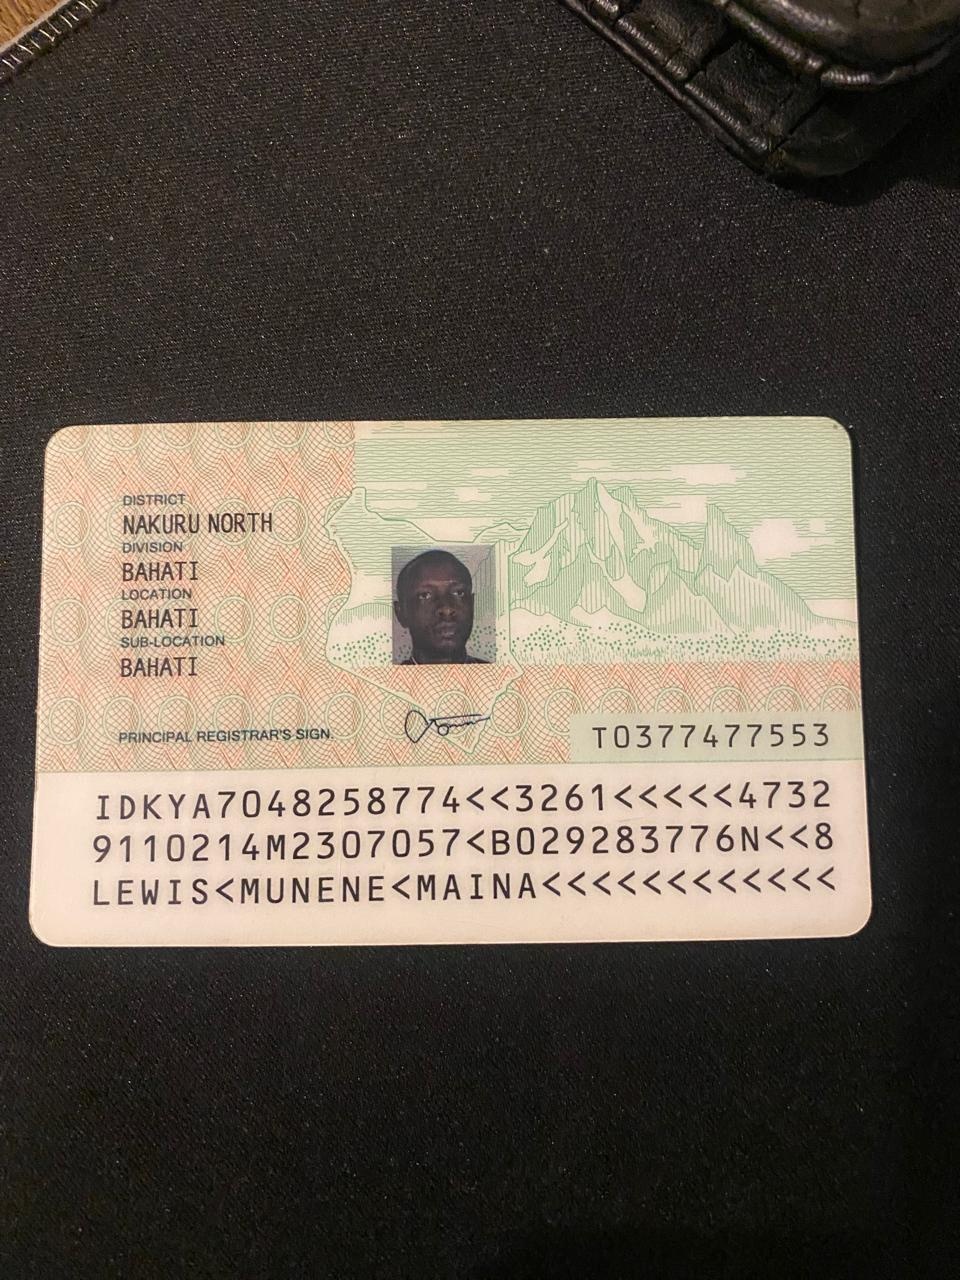 DISTRICT
NAKURU NORTH
DIVISION
BAHATI
LOCATION
BAHATI
SUB-LOCATION
BAHATI
PRINCIPAL REGISTRAR'S SIGN.
T0377477553
IDKYA7048258774<<3261<<<<<4732
9110214M2307057<B029283776N<<8
LEWIS<MUNENE<MAINA<<<<<<<<<<<<